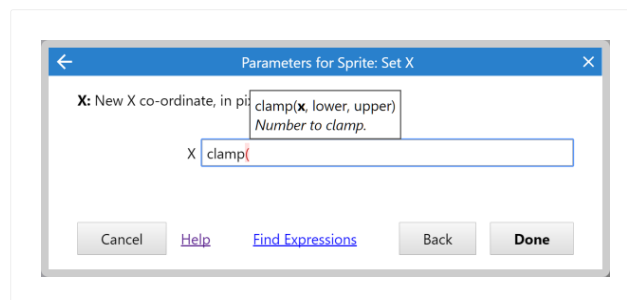 Parameters for Sprite: Set X
X: New X co-ordinate, in pi
clamp(x, lower, upper)
Number to clamp.
X clamp(
Cancel Help Find Expressions Back Done